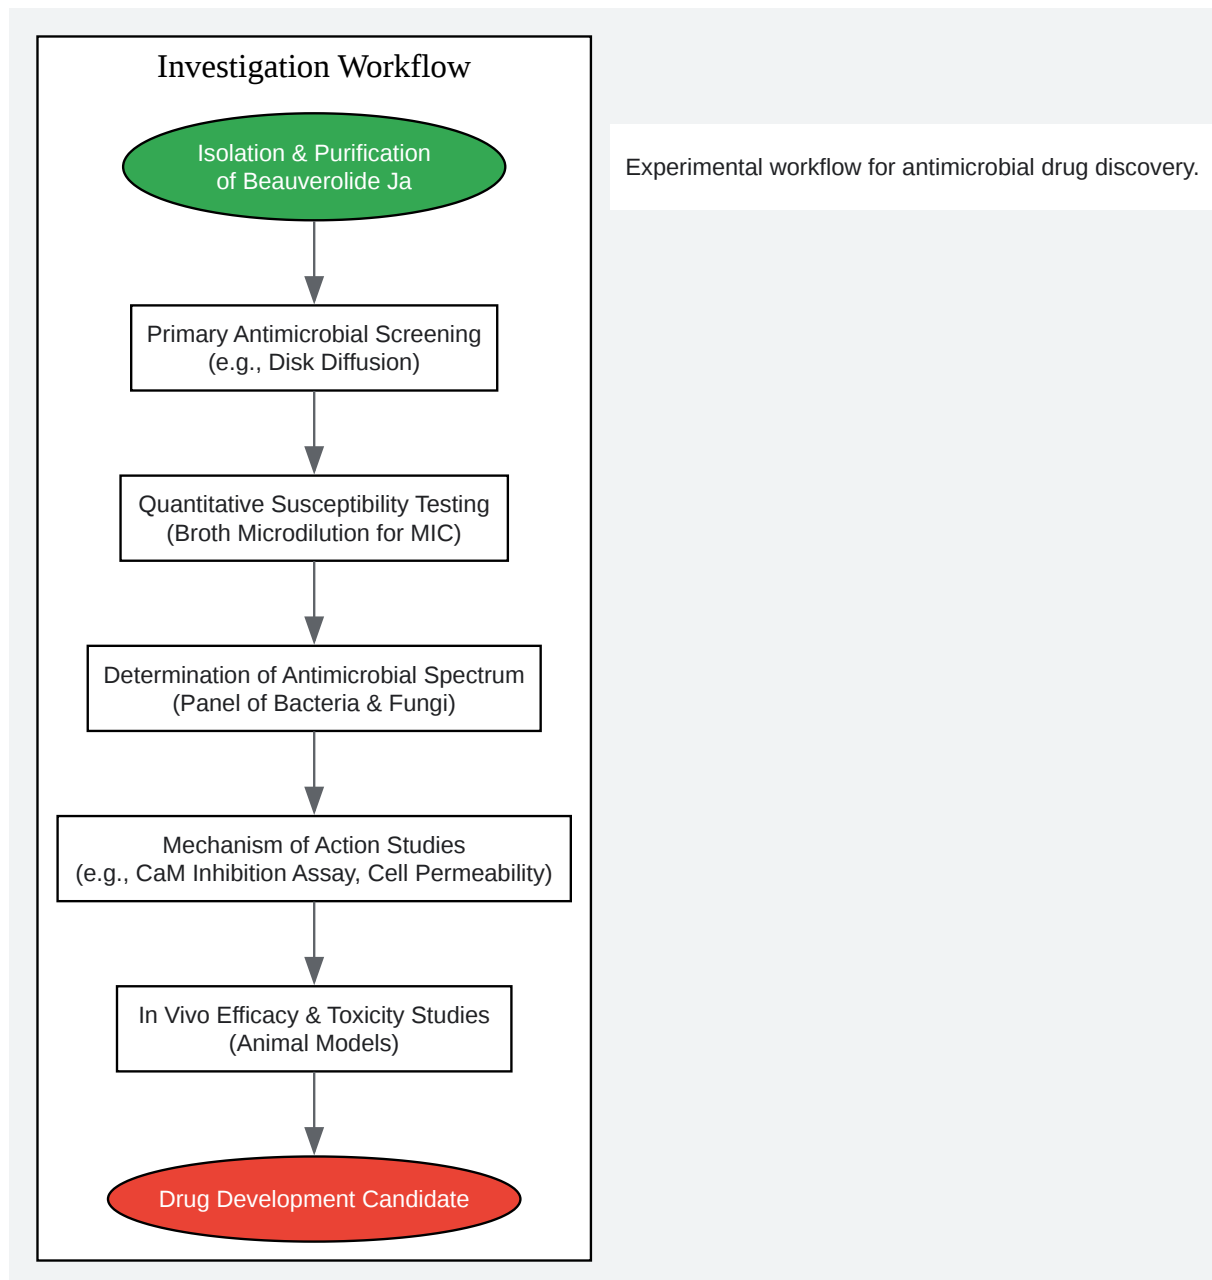 Investigation Workflow
Isolation & Purification
of Beauverolide Ja
Experimental workflow for antimicrobial drug discovery.
Primary Antimicrobial Screening
(e.g., Disk Diffusion)
Quantitative Susceptibility Testing
(Broth Microdilution for MIC)
Determination of Antimicrobial Spectrum
(Panel of Bacteria & Fungi)
Mechanism of Action Studies
(e.g., CaM Inhibition Assay, Cell Permeability)
In Vivo Efficacy & Toxicity Studies
(Animal Models)
Drug Development Candidate